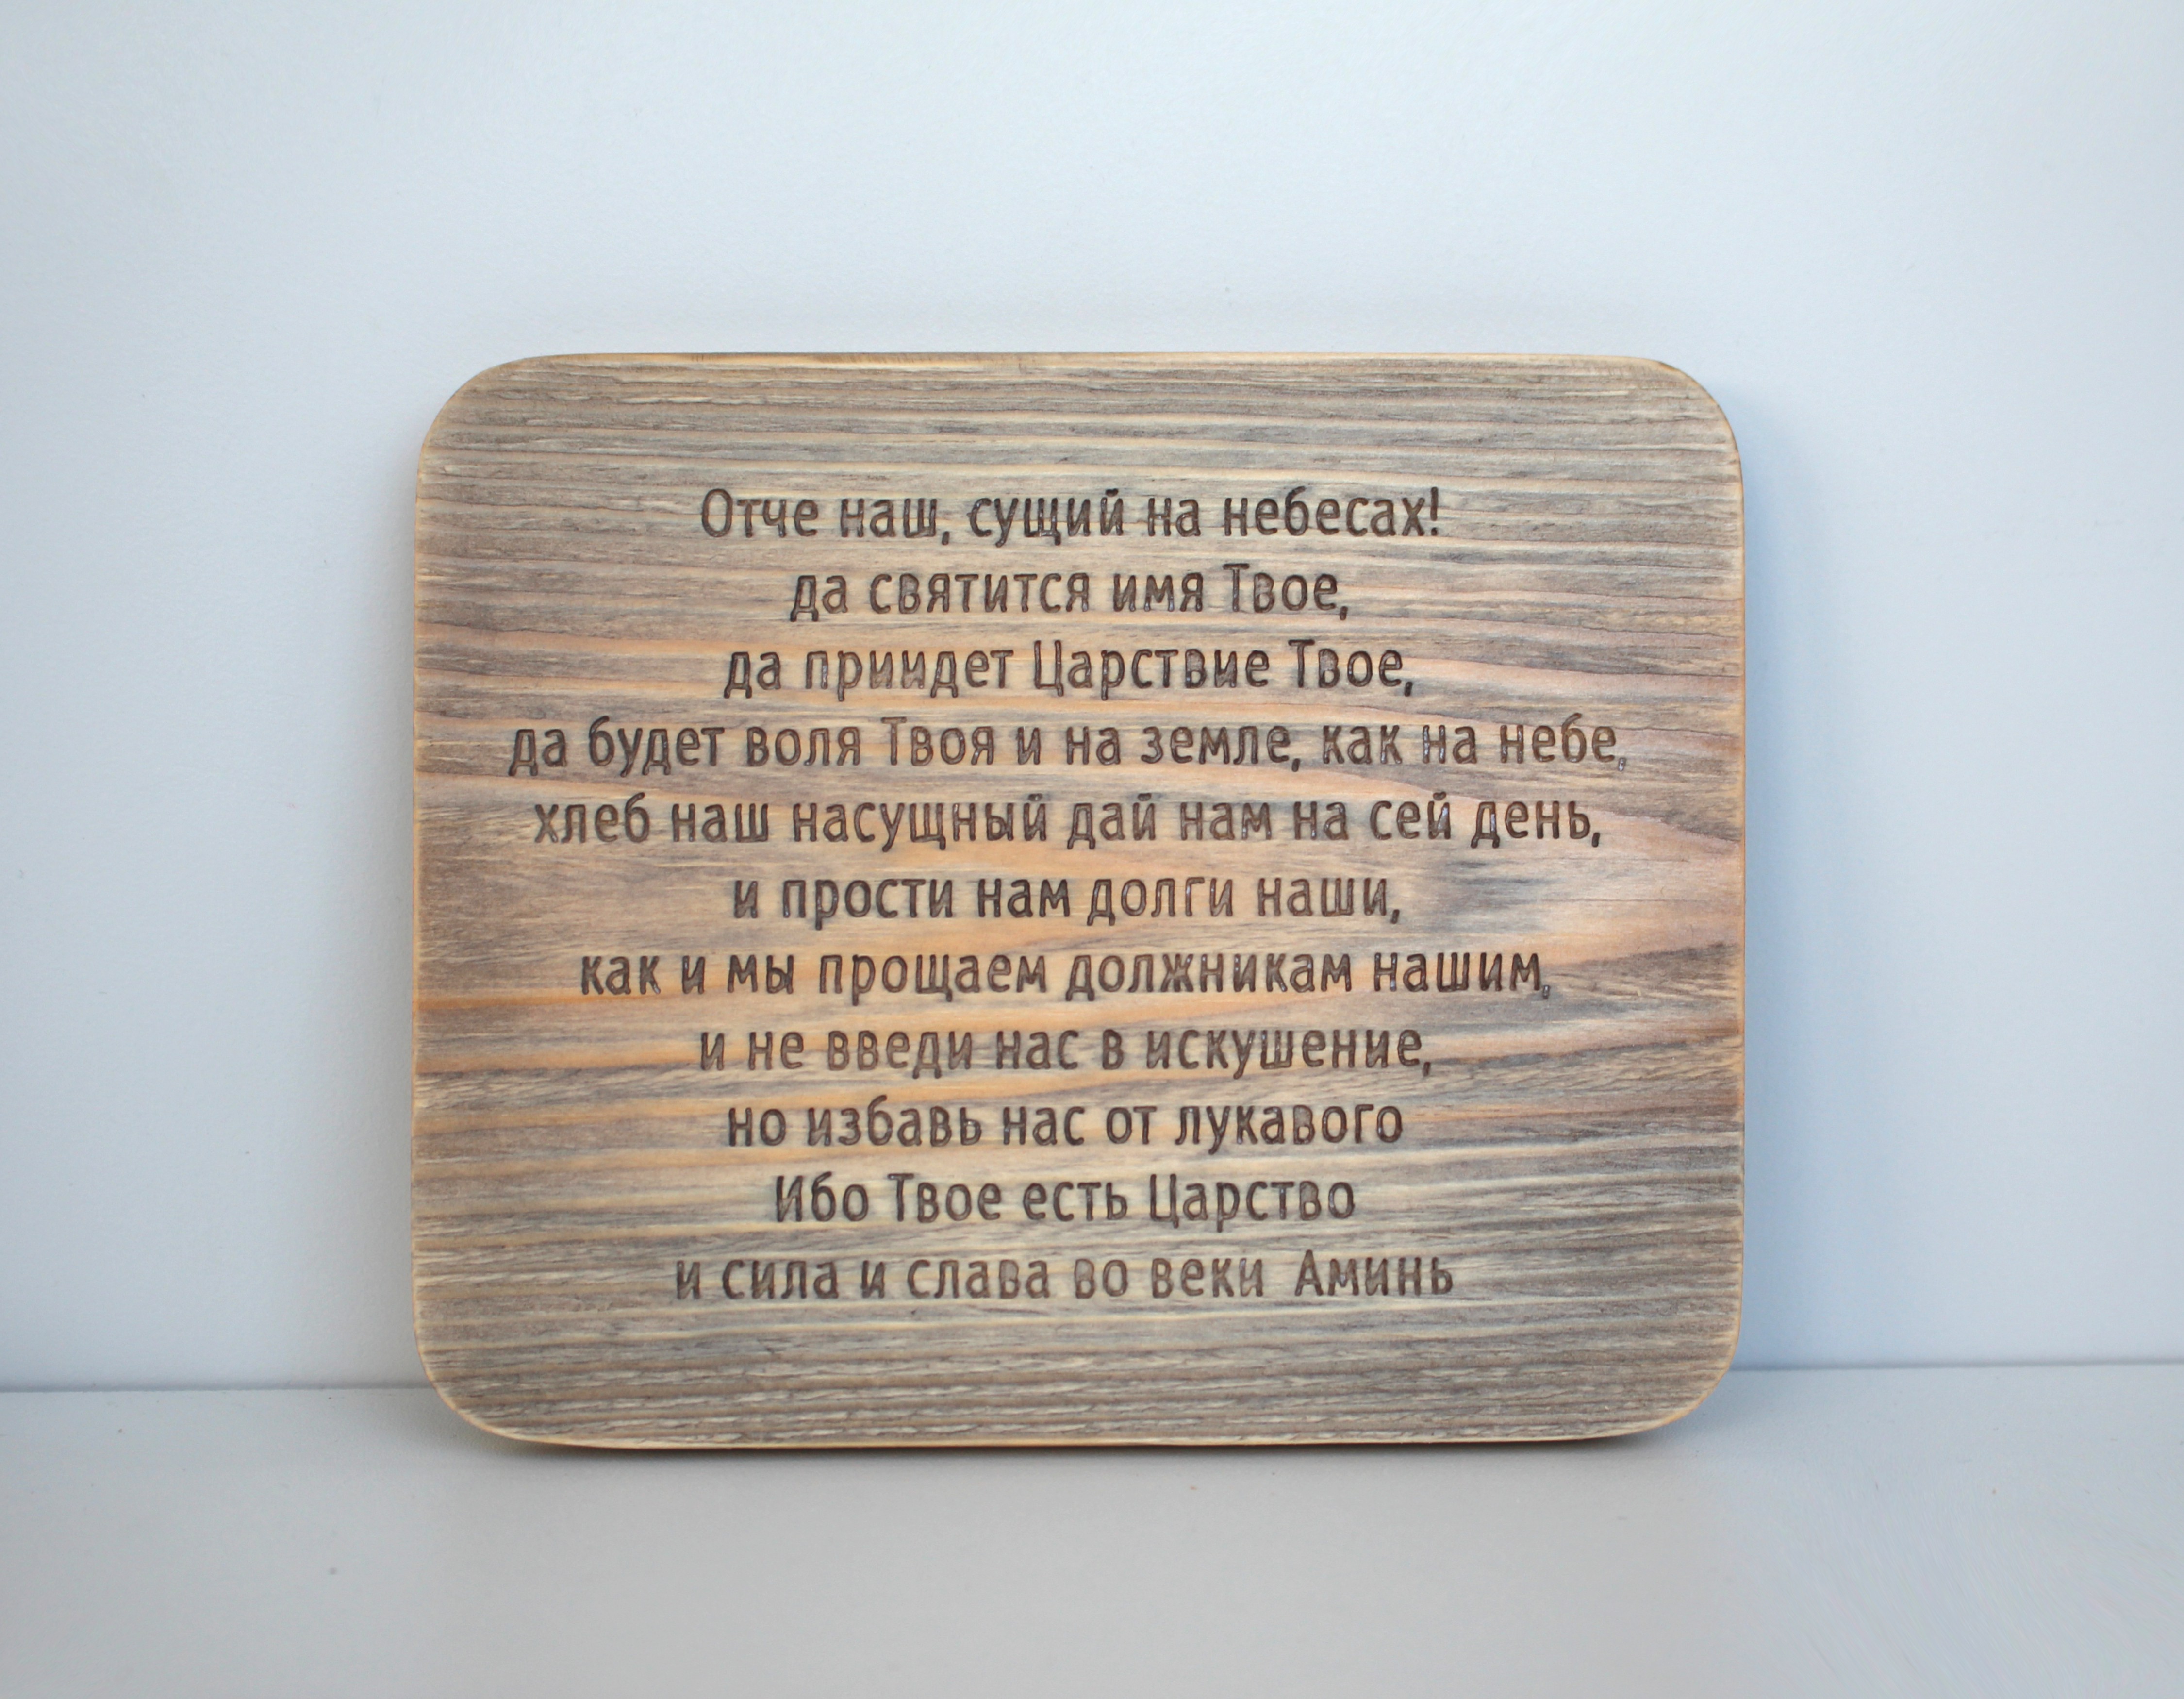 Отче наш, сущий на небесах!
да святится имя Твое,
да приидет Царствие Твое,
да будет воля Твоя и на земле, как на небе,
хлеб наш насущный дай нам на сей день,
и прости нам долги наши,
как и мы прощаем должникам нашим,
и не введи нас в искушение,
но избавь нас от лукавого
Ибо Твое есть Царство
и сила и слава во веки Аминь